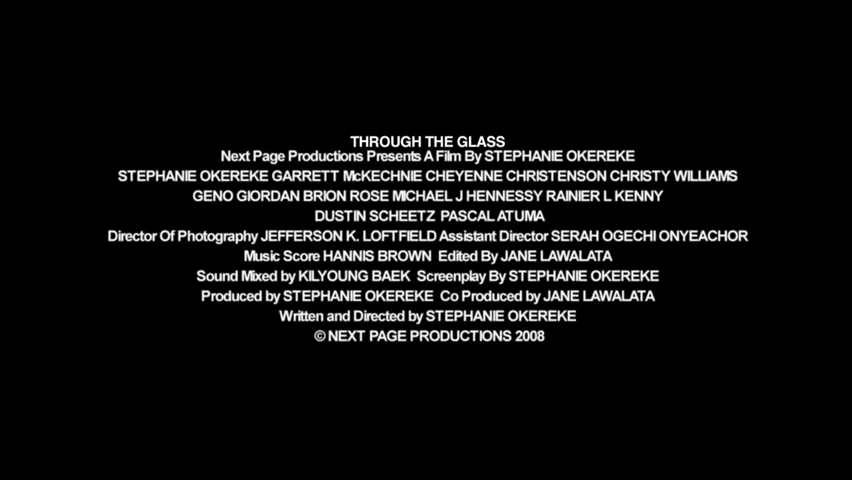 THROUGH THE GLASS
Next Page Productions Presents A Film By STEPHANIE OKEREKE
STEPHANIE OKEREKE GARRETT McKECHNIE CHEYENNE CHRISTENSON CHRISTY WILLIAMS
GENO GIORDAN BRION ROSE MICHAEL J HENNESSY RAINIER L KENNY
DUSTIN SCHEETZ PASCAL ATUMA
Director Of Photography JEFFERSON K. LOFTFIELD Assistant Director SERAH OGECHI ONYEACHOR
Music Score HANNIS BROWN Edited By JANE LAWALATA
Sound Mixed by KILYOUNG BAEK Screenplay By STEPHANIE OKEREKE
Produced by STEPHANIE OKEREKE Co Produced by JANE LAWALATA
Written and Directed by STEPHANIE OKEREKE
© NEXT PAGE PRODUCTIONS 2008